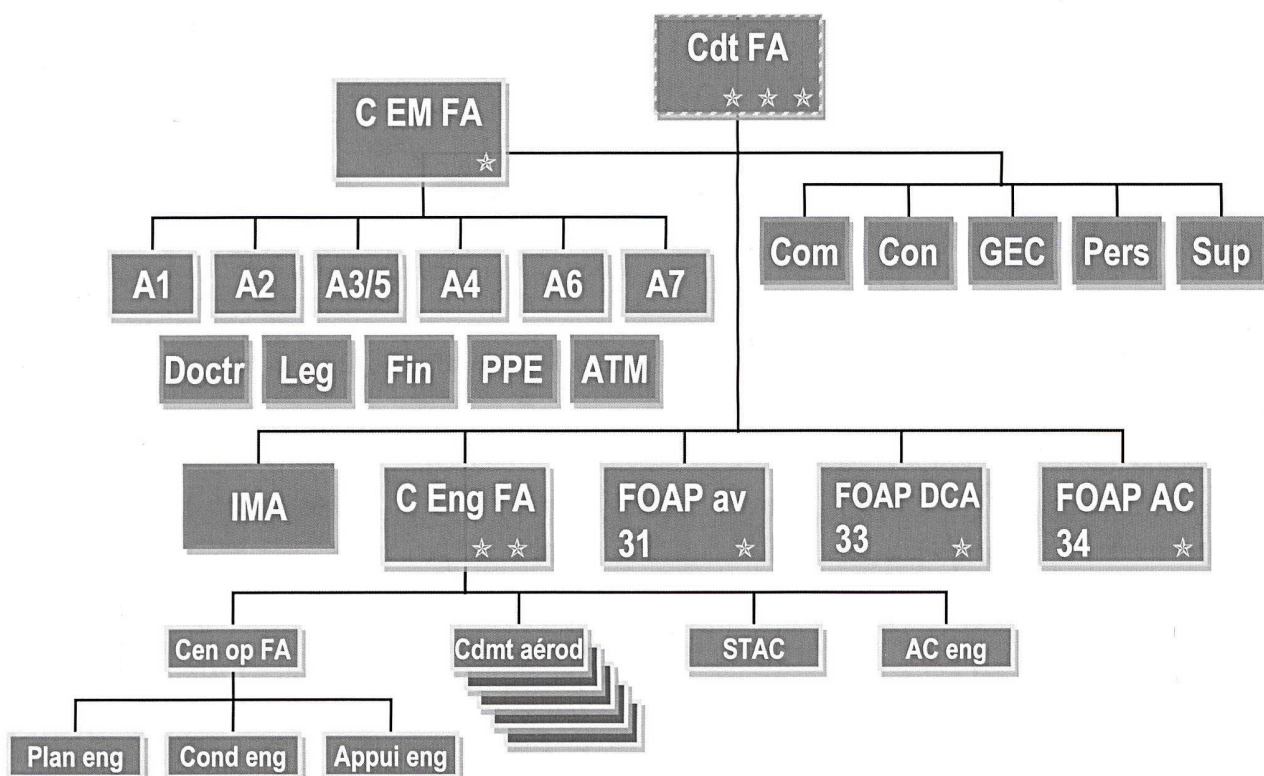 Cdt FA
C EM FA
Com Con GEC Pers Sup
A1 A2 A3/5 A4 A6 A7
Doctr Leg Fin PPE ATM
IMA
C Eng FA
FOAP av
31
FOAP DCA
33
FOAP AC
34
Cen op FA
Cdmt aérod
STAC
AC eng
Plan eng
Cond eng
Appui eng